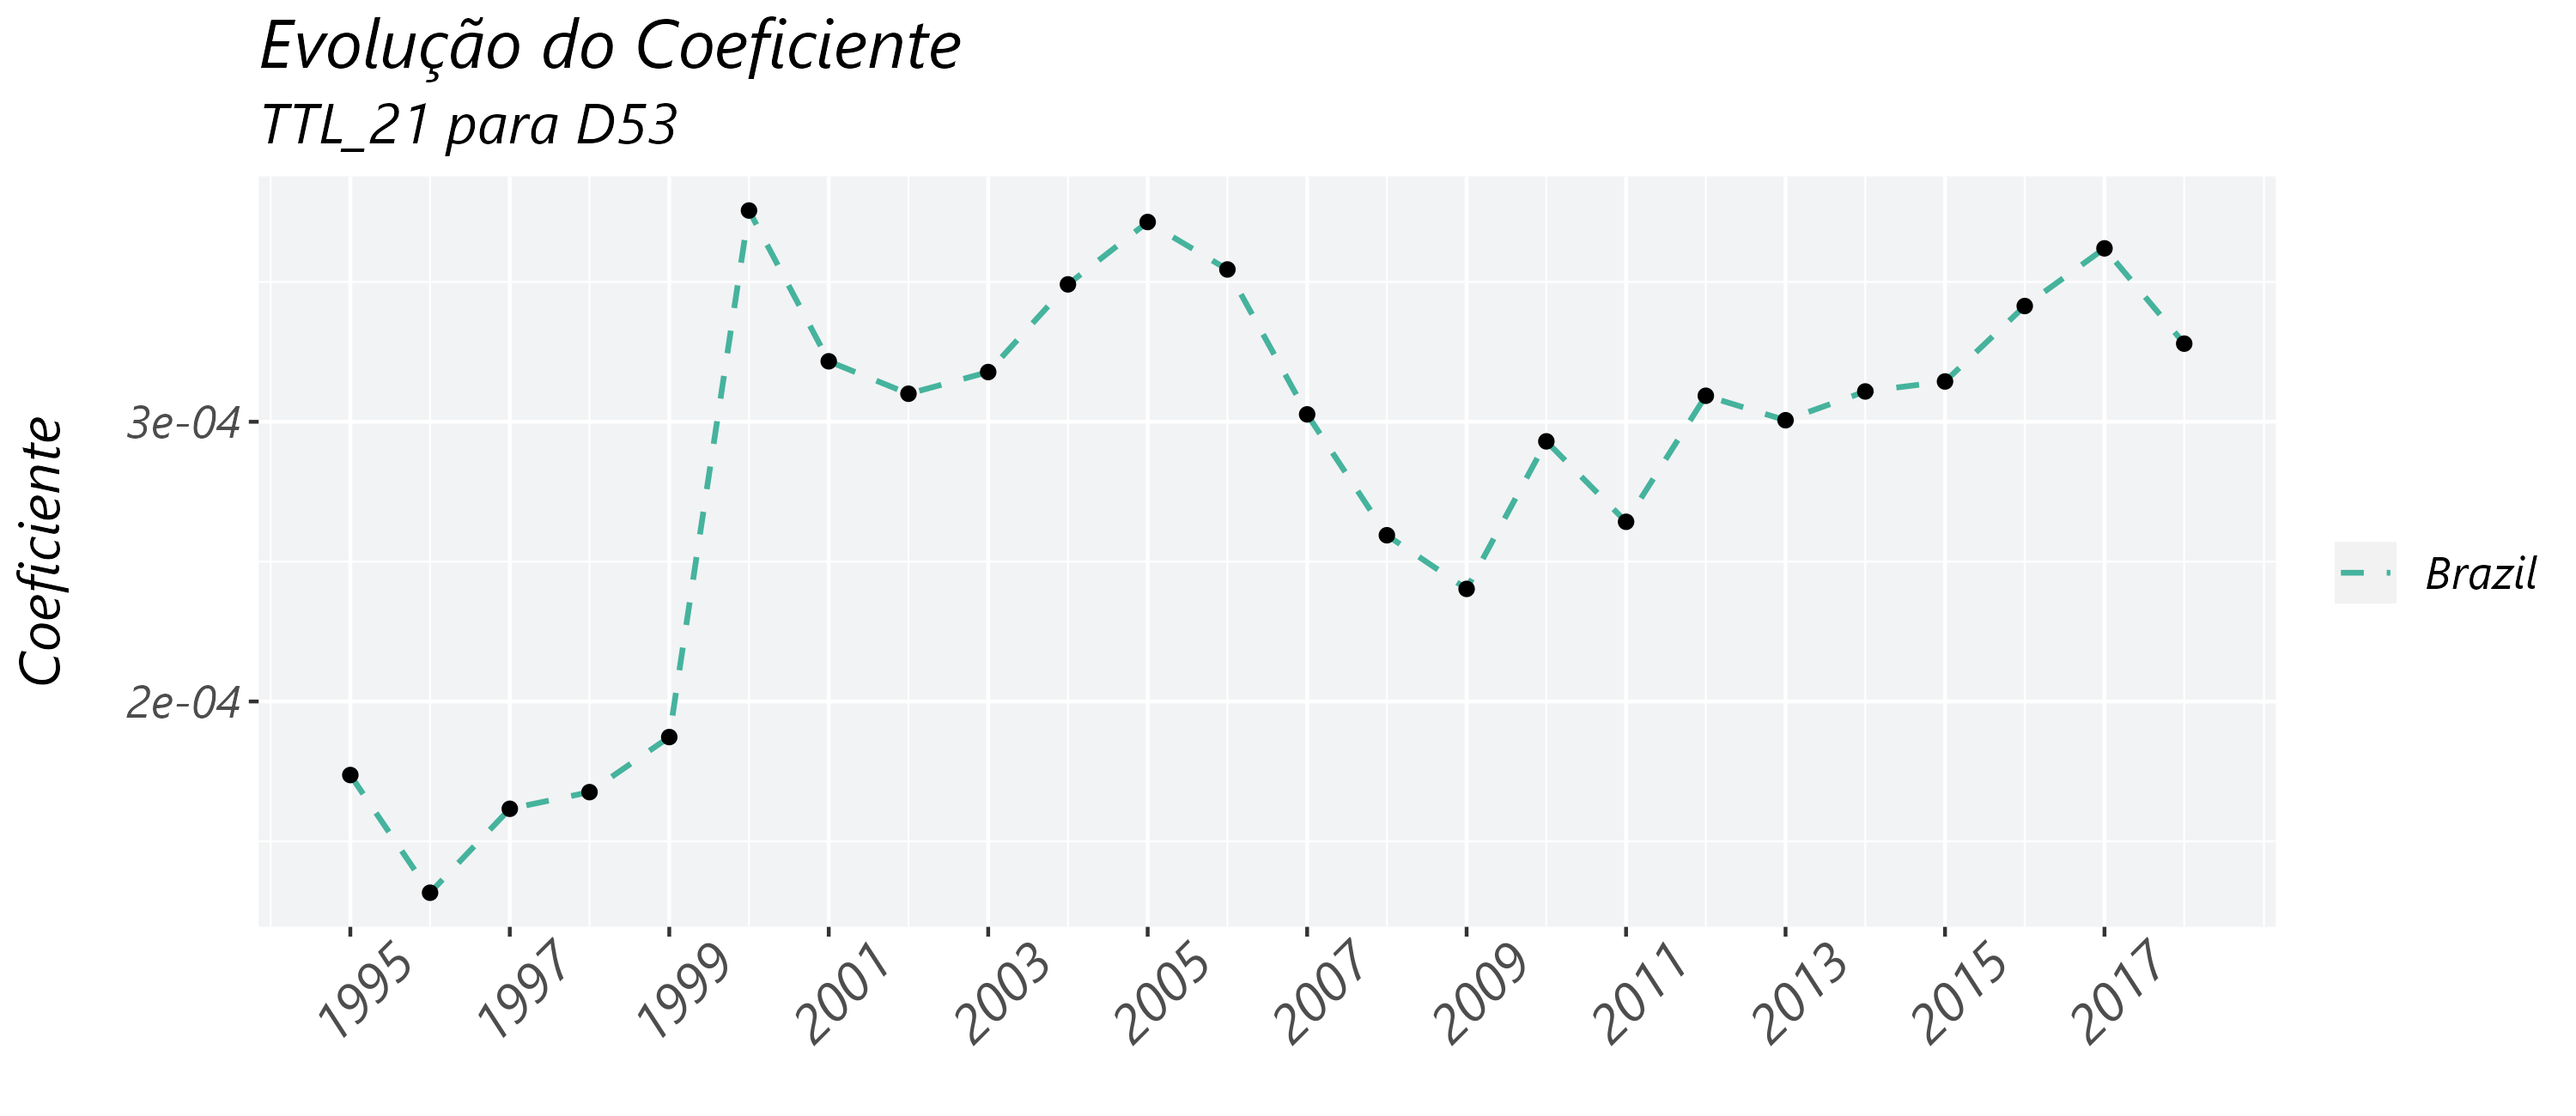 Evolução do Coeficiente
TTL_21 para D53
Coeficiente
3e-04
2e-04
1995
1997
1999
2001
2003
2005
2007
2009
2011
2013
2015
2017
Brazil